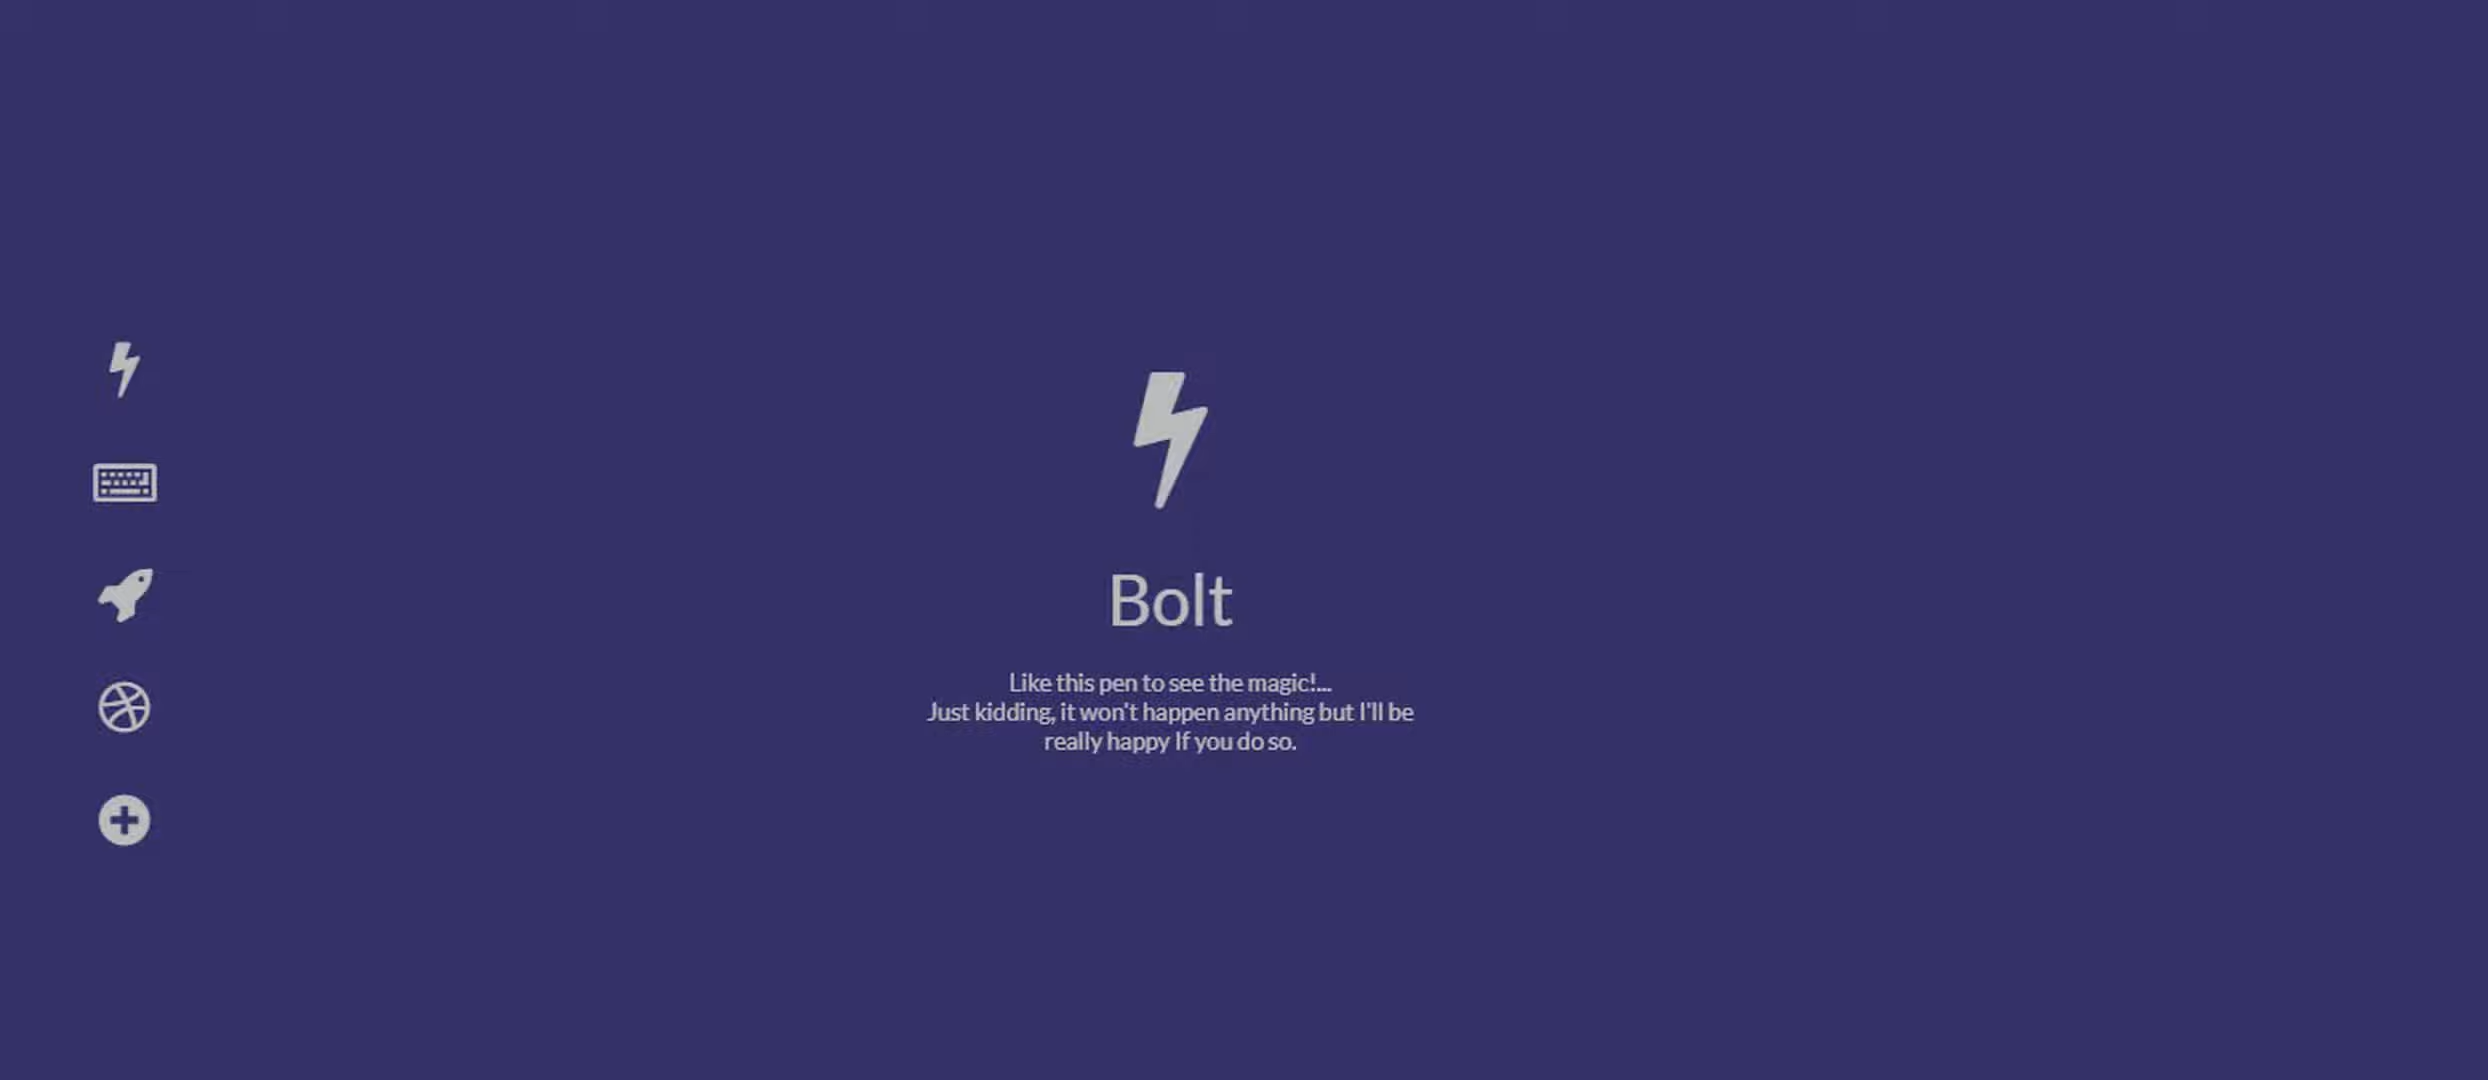 Bolt
Like this pen to see the magic!...
Just kidding, it won't happen anything but I'll be
really happy If you do so.